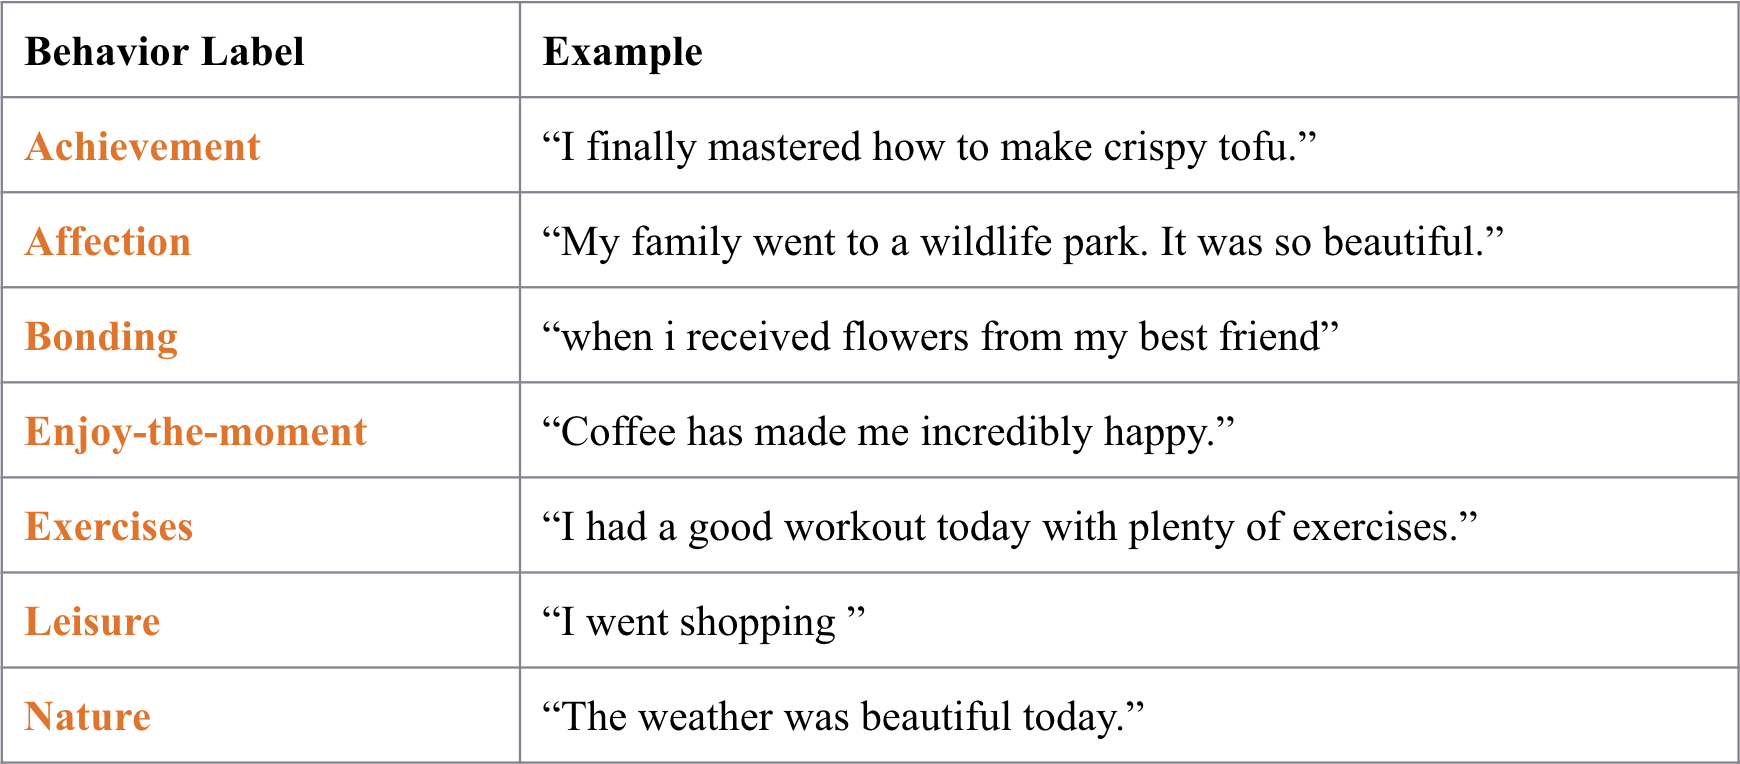 Behavior Label Example
Achievement “I finally mastered how to make crispy tofu.”
Affection “My family went to a wildlife park. It was so beautiful.”
Bonding “when i received flowers from my best friend”
Enjoy-the-moment “Coffee has made me incredibly happy.”
Exercises “I had a good workout today with plenty of exercises.”
Leisure “I went shopping ”
Nature “The weather was beautiful today.”